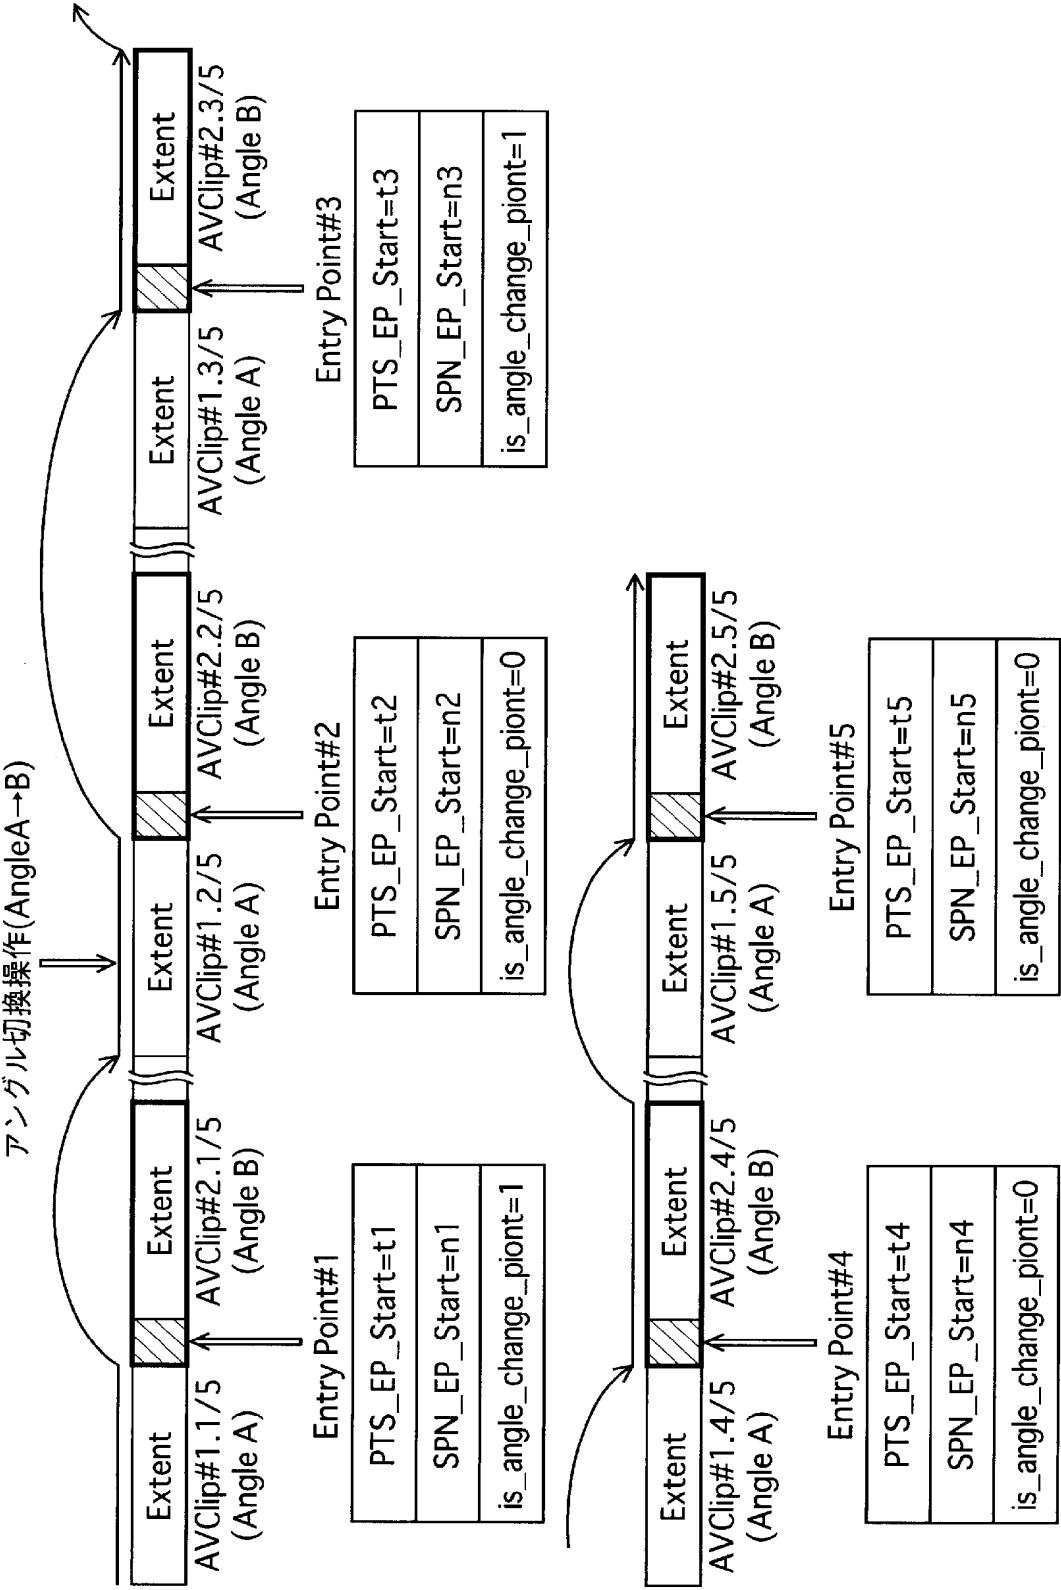 アングル切換操作(AngleA→B)
Extent
Extent
Extent
Extent
Extent
Extent
AVClip#1.1/5
(Angle A)
AVClip#2.1/5
(Angle B)
AVClip#1.2/5
(Angle A)
AVClip#2.2/5
(Angle B)
AVClip#1.3/5
(Angle A)
AVClip#2.3/5
(Angle B)
Entry Point#1
PTS_EP_Start=t1
SPN_EP_Start=n1
is_angle_change_piont=1
Entry Point#2
PTS_EP_Start=t2
SPN_EP_Start=n2
is_angle_change_piont=0
Entry Point#3
PTS_EP_Start=t3
SPN_EP_Start=n3
is_angle_change_piont=1
Extent
Extent
Extent
Extent
AVClip#1.4/5
(Angle A)
AVClip#2.4/5
(Angle B)
AVClip#1.5/5
(Angle A)
AVClip#2.5/5
(Angle B)
Entry Point#4
PTS_EP_Start=t4
SPN_EP_Start=n4
is_angle_change_piont=0
Entry Point#5
PTS_EP_Start=t5
SPN_EP_Start=n5
is_angle_change_piont=0